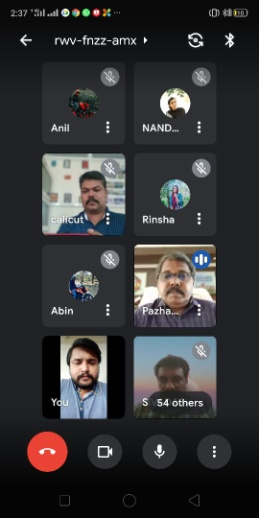 2:37
rwv-fnzz-amx
Anil
NAND...
calicut
Rinsha
Abin
Pazha...
You
S
54 others